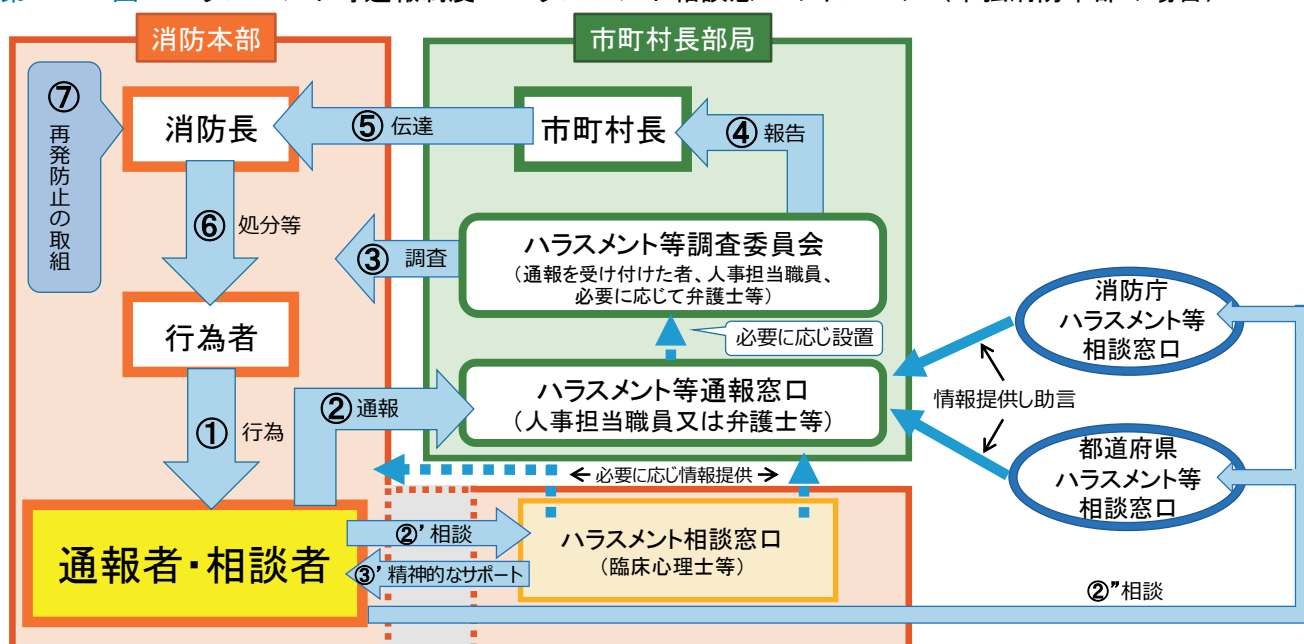 消防本部
市町村長部局
⑦
再発防止の取組
消防長
⑤ 伝達
市町村長
④ 報告
⑥ 処分等
③ 調査
ハラスメント等調査委員会
(通報を受け付けた者、人事担当職員、
必要に応じて弁護士等)
消防庁
ハラスメント等
相談窓口
行為者
必要に応じ設置
ハラスメント等通報窓口
(人事担当職員又は弁護士等)
② 通報
情報提供し助言
① 行為
都道府県
ハラスメント等
相談窓口
← 必要に応じ情報提供 →
通報者・相談者
②’ 相談
ハラスメント相談窓口
(臨床心理士等)
③’ 精神的なサポート
②”相談